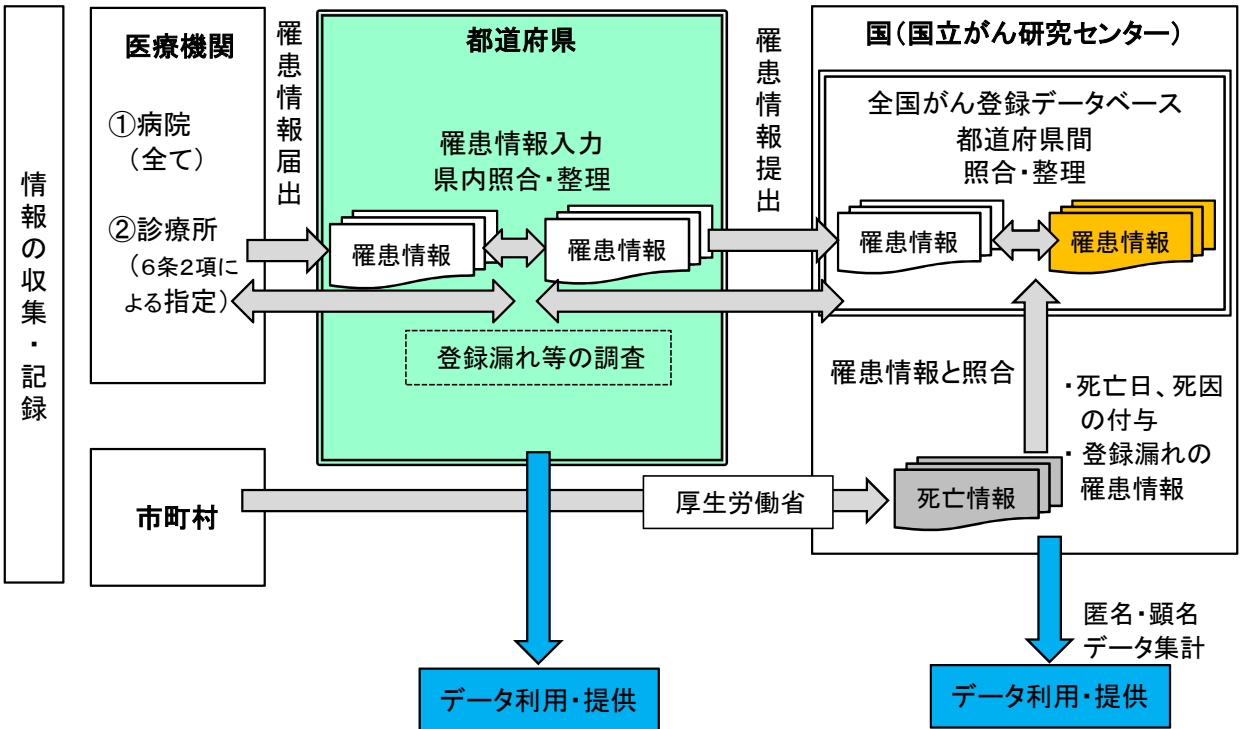 情報の収集・記録
医療機関
①病院
（全て）
②診療所
（６条２項に
よる指定）
罹患情報届出
都道府県
罹患情報入力
県内照合・整理
罹患情報
罹患情報
登録漏れ等の調査
罹患情報提出
国（国立がん研究センター）
全国がん登録データベース
都道府県間
照合・整理
罹患情報
罹患情報
罹患情報と照合
・死亡日、死因
の付与
・登録漏れの
罹患情報
市町村
厚生労働省
死亡情報
匿名・顕名
データ集計
データ利用・提供
データ利用・提供